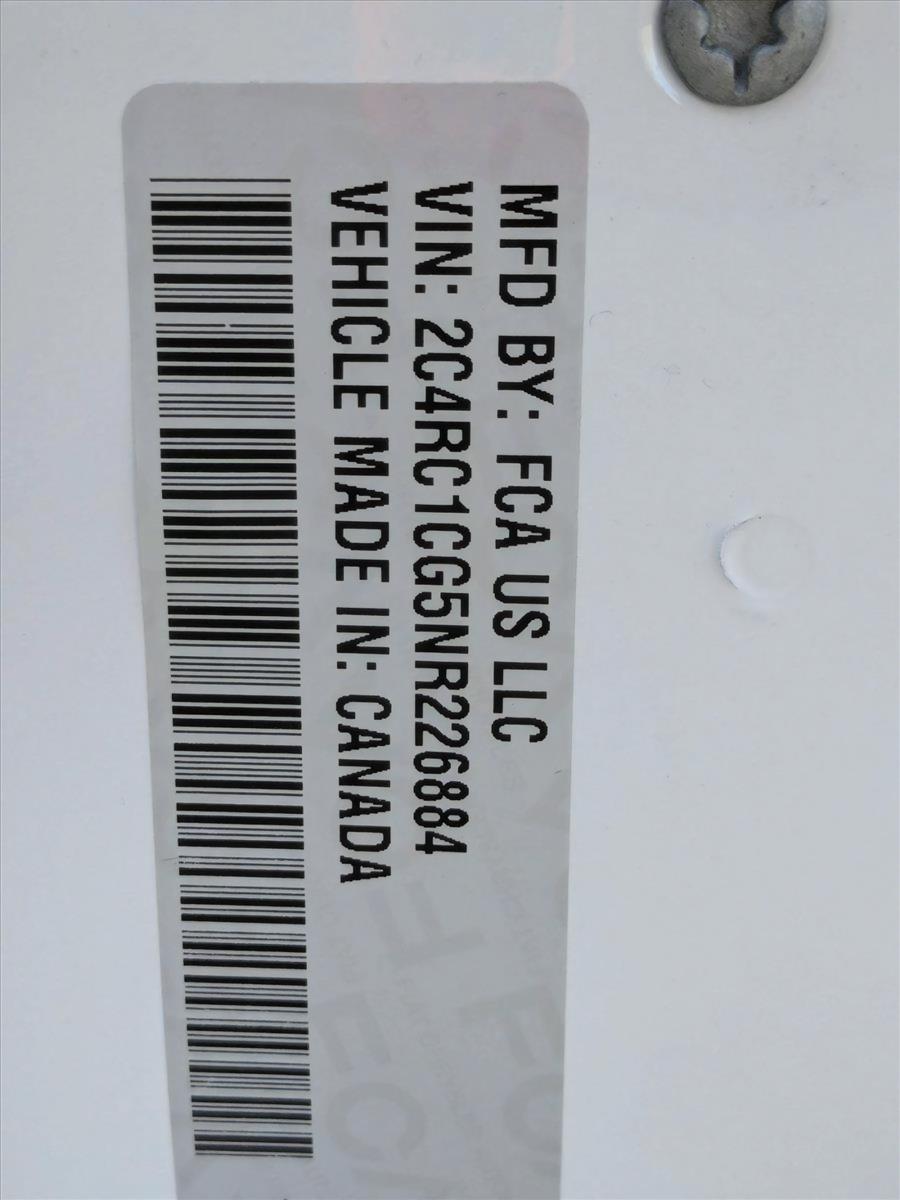 MFD BY: FCA US LLC
VIN: 2C4RC1CG5NR226884
VEHICLE MADE IN: CANADA